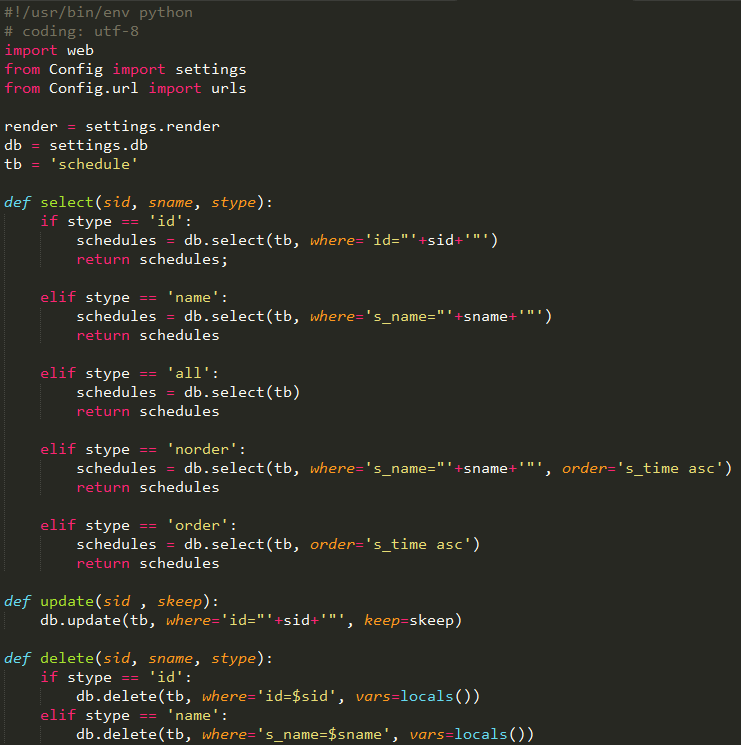 #!/usr/bin/env python
# coding: utf-8
import web
from Config import settings
from Config.url import urls

render = settings.render
db = settings.db
tb = 'schedule'

def select(sid, sname, stype):
    if stype == 'id':
        schedules = db.select(tb, where='id="'+sid+'"')
        return schedules;

    elif stype == 'name':
        schedules = db.select(tb, where='s_name="'+sname+'"')
        return schedules

    elif stype == 'all':
        schedules = db.select(tb)
        return schedules

    elif stype == 'norder':
        schedules = db.select(tb, where='s_name="'+sname+'"', order='s_time asc')
        return schedules

    elif stype == 'order':
        schedules = db.select(tb, order='s_time asc')
        return schedules

def update(sid , skeep):
    db.update(tb, where='id="'+sid+'"', keep=skeep)

def delete(sid, sname, stype):
    if stype == 'id':
        db.delete(tb, where='id=$sid', vars=locals())
    elif stype == 'name':
        db.delete(tb, where='s_name=$sname', vars=locals())